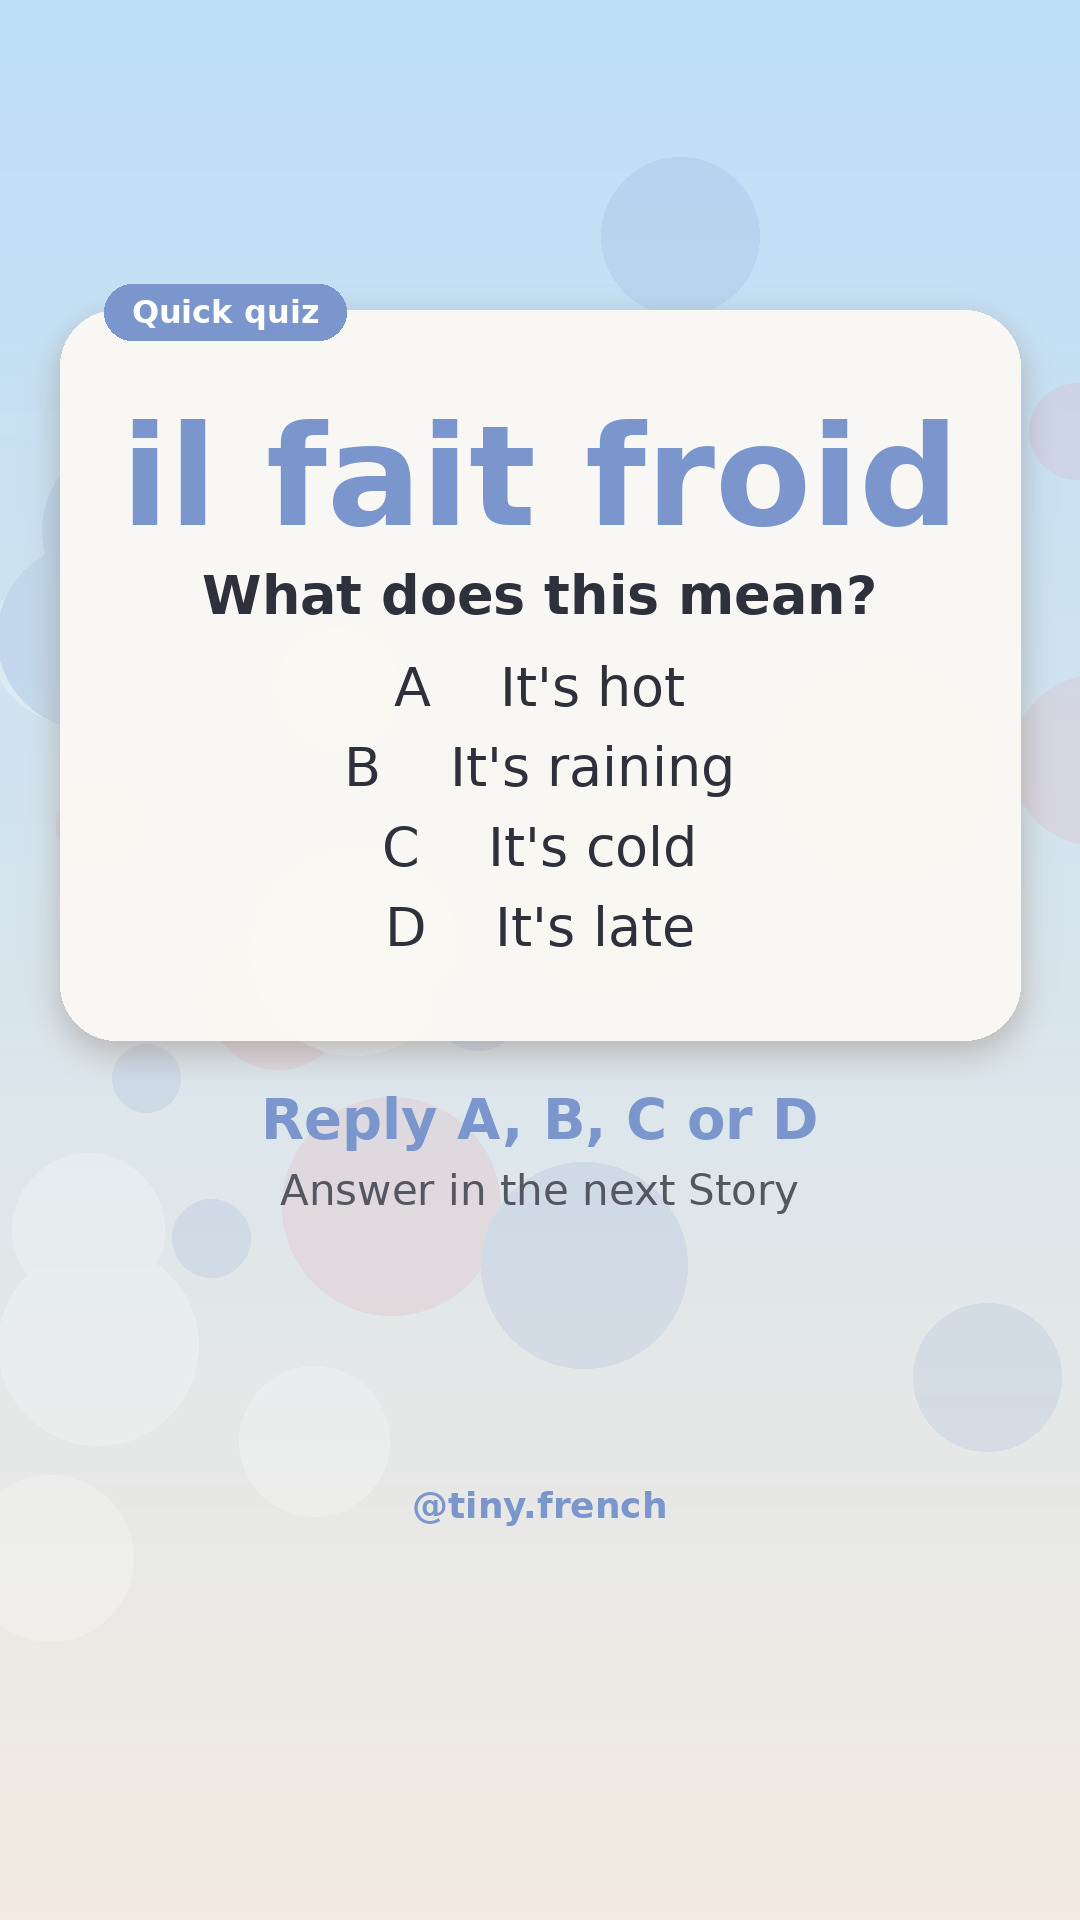 Quick quiz
il fait froid
What does this mean?
A It's hot
B It's raining
C It's cold
D It's late
Reply A, B, C or D
Answer in the next Story
@tiny.french